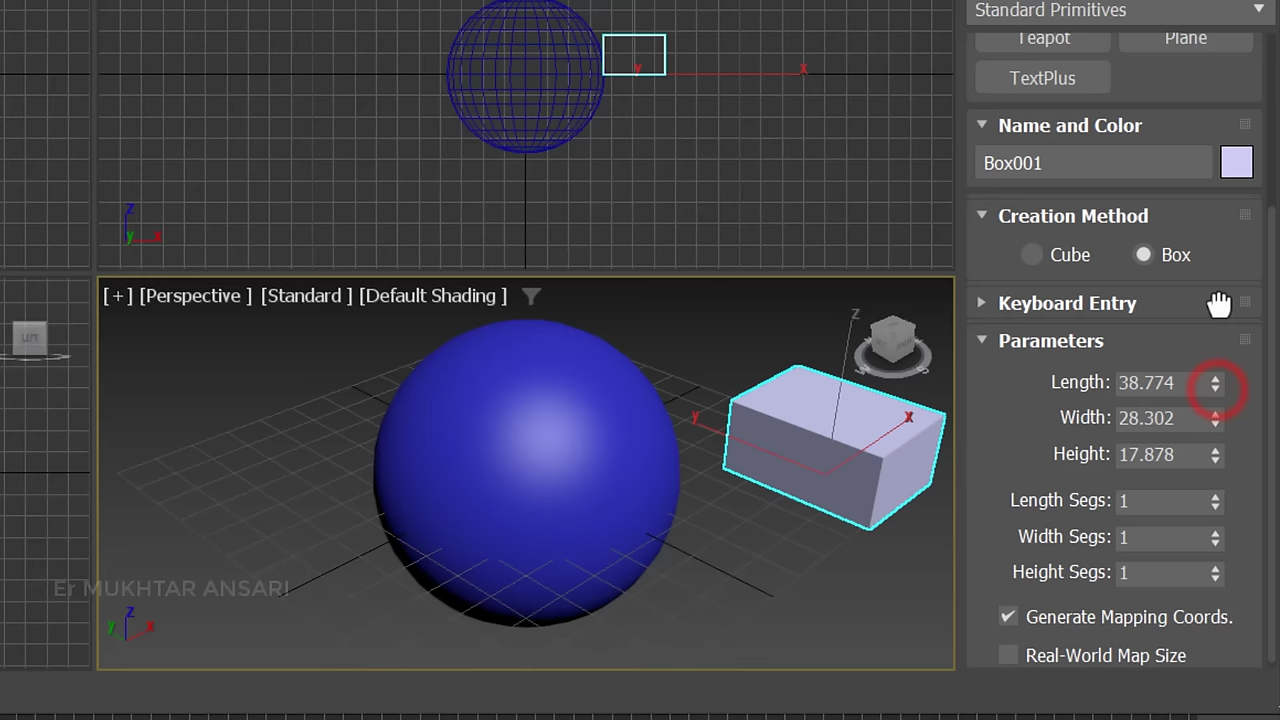 Standard Primitives
Teapot
Plane
TextPlus
Name and Color
Box001
Creation Method
Cube
Box
Keyboard Entry
Parameters
Length: 38.774
Width: 28.302
Height: 17.878
Length Segs: 1
Width Segs: 1
Height Segs: 1
Generate Mapping Coords.
Real-World Map Size
y
x
z
y
x
[+] [Perspective ] [Standard ] [Default Shading ]
z
y
x
Er MUKHTAR ANSARI
z
y
x